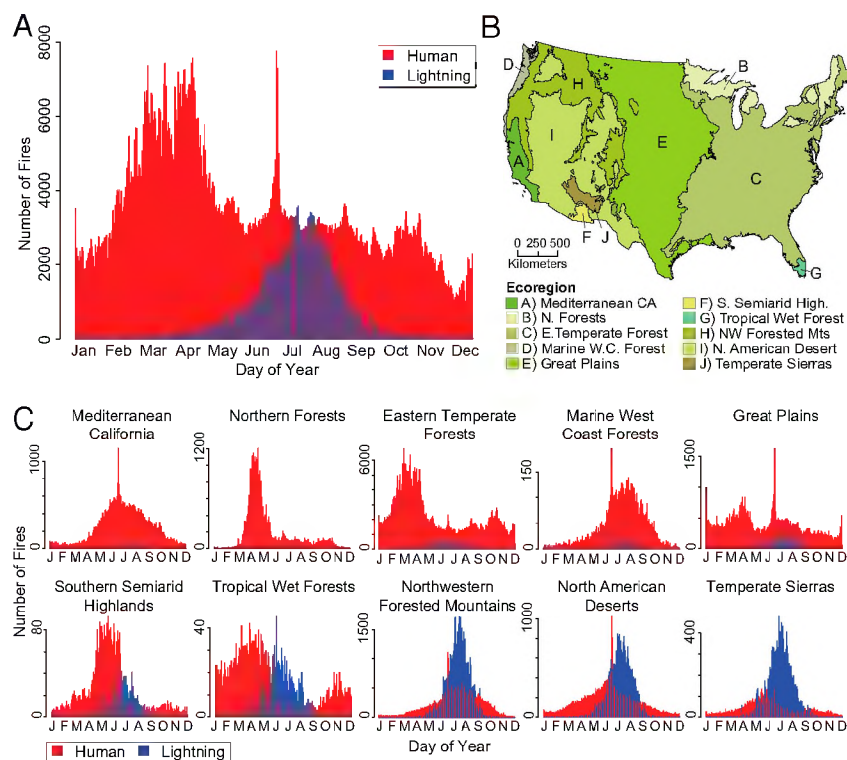 A
8000
6000
4000
2000
0
Number of Fires
Human
Lightning
Jan Feb Mar Apr May Jun Jul Aug Sep Oct Nov Dec
Day of Year
B
D
B
H
I
E
A
C
F
J
G
0 250 500
Kilometers
Ecoregion
A) Mediterranean CA
B) N. Forests
C) E.Temperate Forest
D) Marine W.C. Forest
E) Great Plains
F) S. Semiarid High.
G) Tropical Wet Forest
H) NW Forested Mts
I) N. American Desert
J) Temperate Sierras
C
Number of Fires
Mediterranean
California
1000
0
J F M A M J J A S O N D
Northern Forests
1200
0
J F M A M J J A S O N D
Eastern Temperate
Forests
6000
0
J F M A M J J A S O N D
Marine West
Coast Forests
150
0
J F M A M J J A S O N D
Great Plains
1500
0
J F M A M J J A S O N D
Southern Semiarid
Highlands
80
40
0
J F M A M J J A S O N D
Tropical Wet Forests
40
0
J F M A M J J A S O N D
Northwestern
Forested Mountains
1500
0
J F M A M J J A S O N D
North American
Deserts
1000
0
J F M A M J J A S O N D
Temperate Sierras
400
0
J F M A M J J A S O N D
Human
Lightning
Day of Year